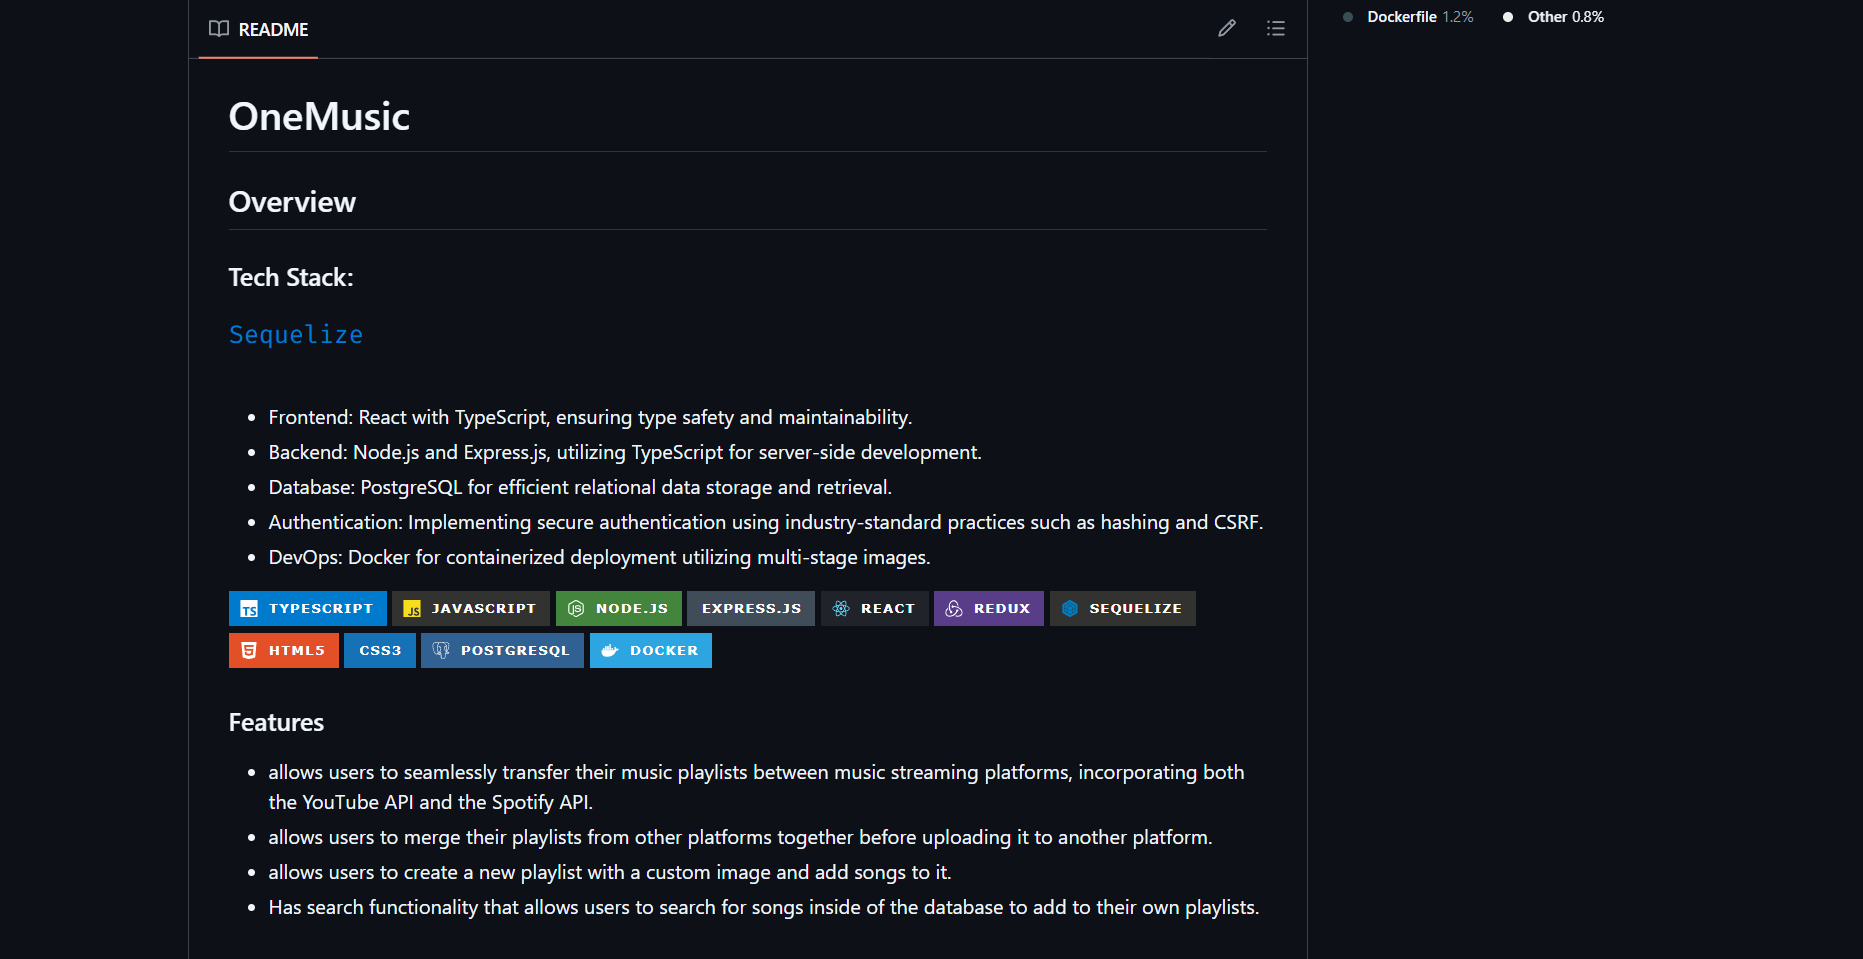 README
Dockerfile 1.2% Other 0.8%
OneMusic
Overview
Tech Stack:
Sequelize
Frontend: React with TypeScript, ensuring type safety and maintainability.
Backend: Node.js and Express.js, utilizing TypeScript for server-side development.
Database: PostgreSQL for efficient relational data storage and retrieval.
Authentication: Implementing secure authentication using industry-standard practices such as hashing and CSRF.
DevOps: Docker for containerized deployment utilizing multi-stage images.
TS TYPESCRIPT JS JAVASCRIPT JS NODE.JS EXPRESS.JS REACT REDUX SEQUELIZE
5 HTML5 CSS3 POSTGRESQL DOCKER
Features
allows users to seamlessly transfer their music playlists between music streaming platforms, incorporating both
the YouTube API and the Spotify API.
allows users to merge their playlists from other platforms together before uploading it to another platform.
allows users to create a new playlist with a custom image and add songs to it.
Has search functionality that allows users to search for songs inside of the database to add to their own playlists.